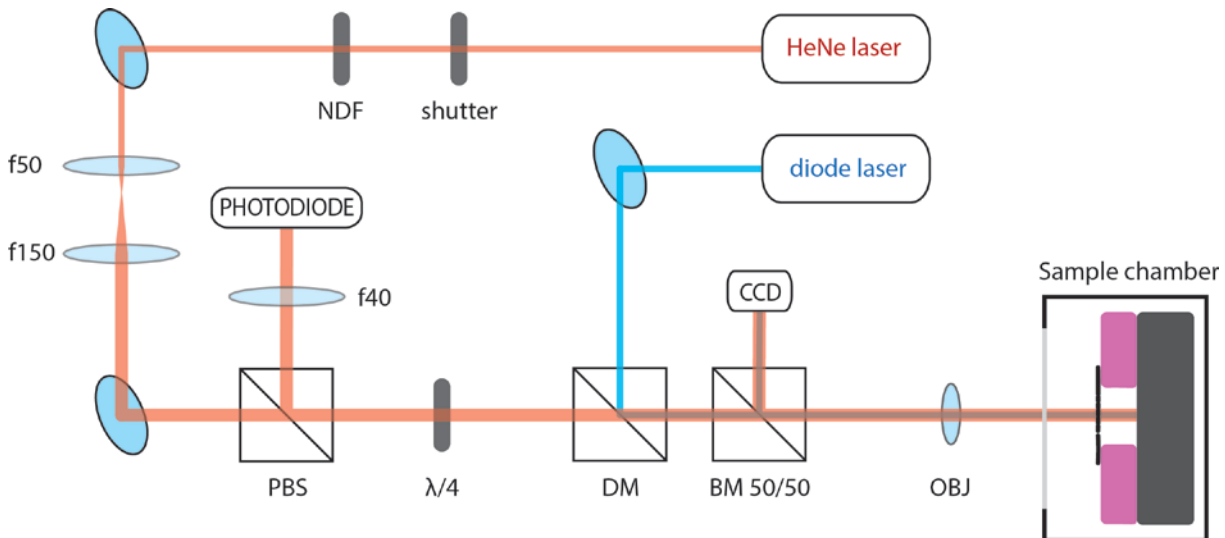 HeNe laser
NDF
shutter
f50
diode laser
PHOTODIODE
f150
Sample chamber
f40
CCD
PBS
λ/4
DM
BM 50/50
OBJ